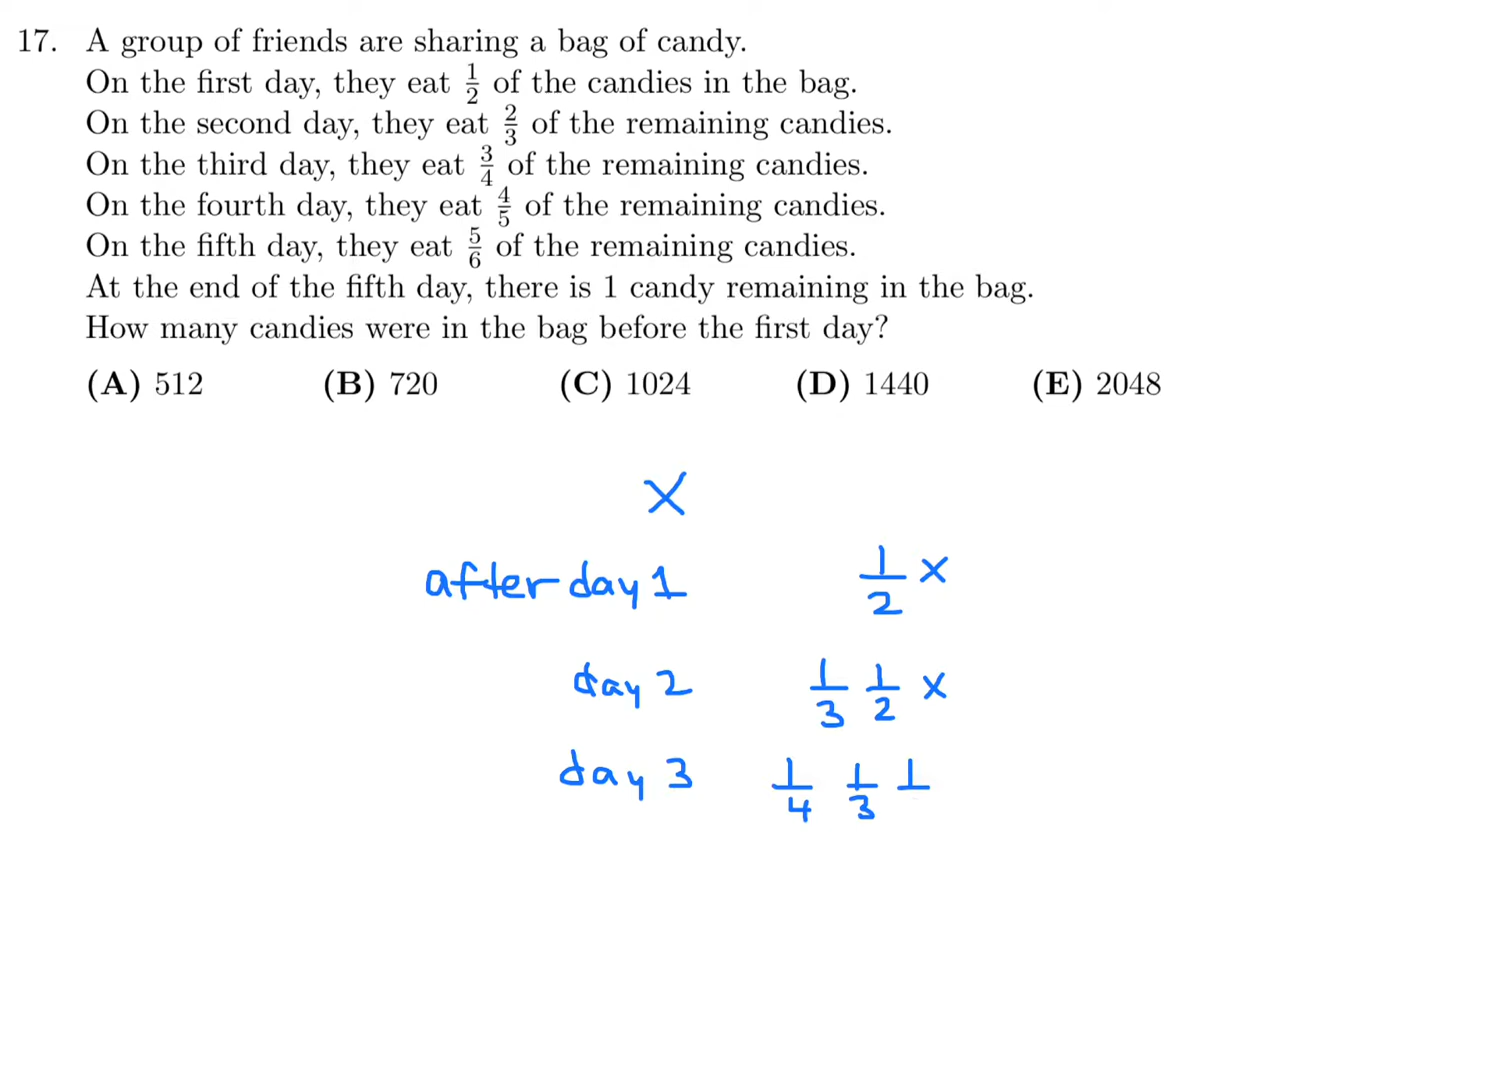 17. A group of friends are sharing a bag of candy.
On the first day, they eat 1/2 of the candies in the bag.
On the second day, they eat 2/3 of the remaining candies.
On the third day, they eat 3/4 of the remaining candies.
On the fourth day, they eat 4/5 of the remaining candies.
On the fifth day, they eat 5/6 of the remaining candies.
At the end of the fifth day, there is 1 candy remaining in the bag.
How many candies were in the bag before the first day?
(A) 512 (B) 720 (C) 1024 (D) 1440 (E) 2048
x
after day 1 1/2 x
day 2 1/3 1/2 x
day 3 1/4 1/3 1